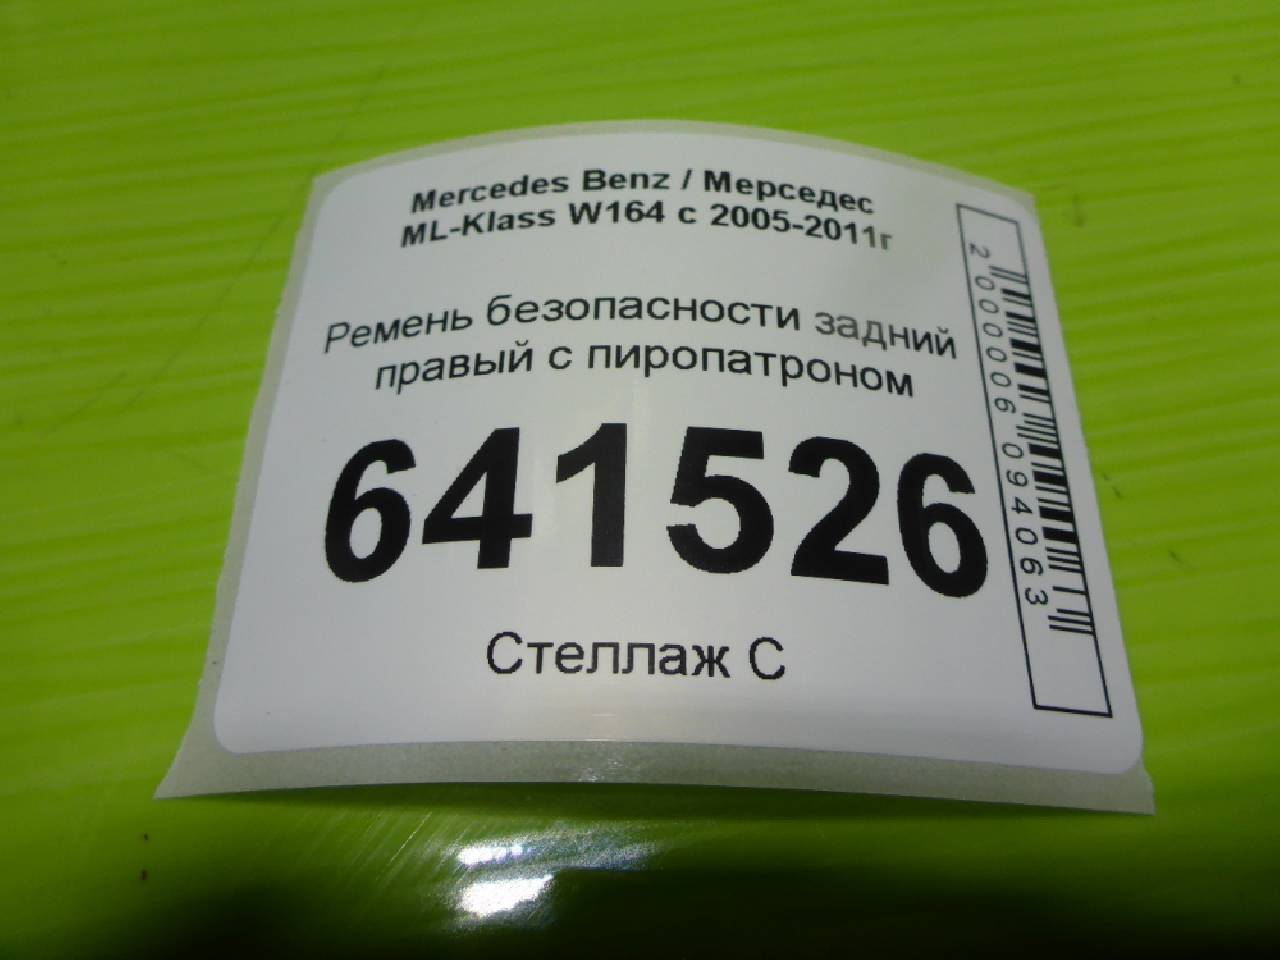 Mercedes Benz / Мерседес
ML-Klass W164 с 2005-2011г
Ремень безопасности задний
правый с пиропатроном
641526
Стеллаж С
2000006094063